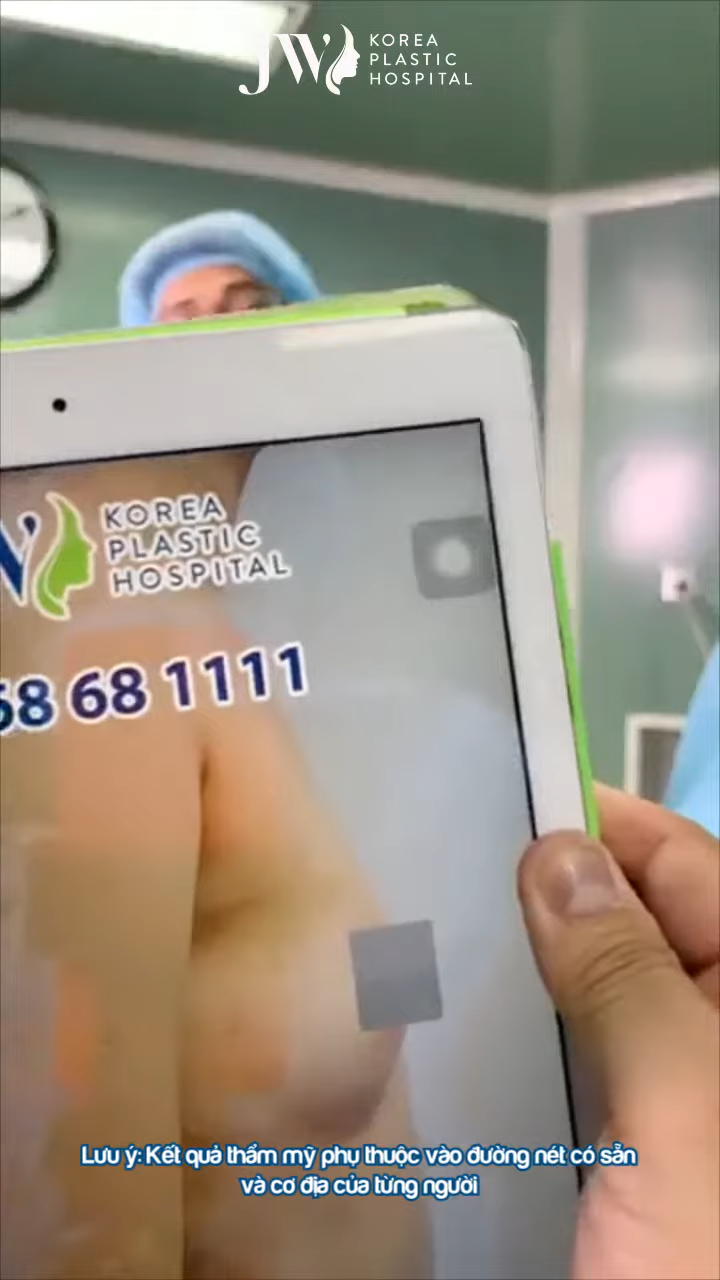 JW KOREA
PLASTIC
HOSPITAL
KOREA
PLASTIC
HOSPITAL
68 68 1111
Lưu ý: Kết quả thẩm mỹ phụ thuộc vào đường nét có sẵn
và cơ địa của từng người